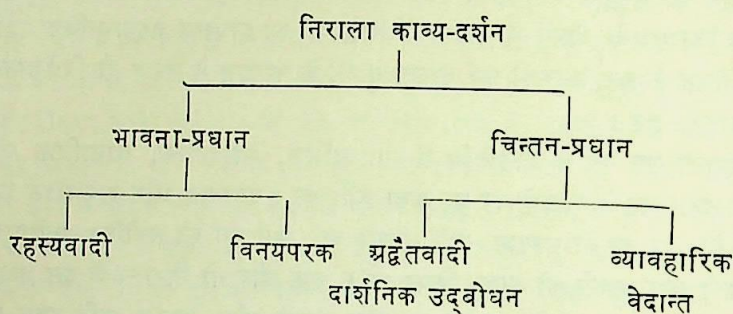 निराला काव्य-दर्शन
भावना-प्रधान चिन्तन-प्रधान
रहस्यवादी विनयपरक अद्वैतवादी व्यावहारिक
दार्शनिक उद्‌वोधन वेदान्त